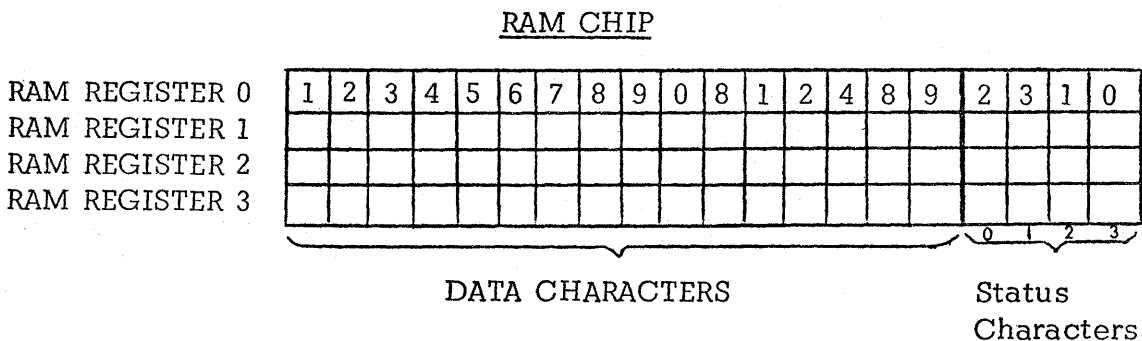 RAM CHIP
RAM REGISTER 0 1 2 3 4 5 6 7 8 9 0 8 1 2 4 8 9 2 3 1 0
RAM REGISTER 1
RAM REGISTER 2
RAM REGISTER 3
0 1 2 3
DATA CHARACTERS Status
Characters